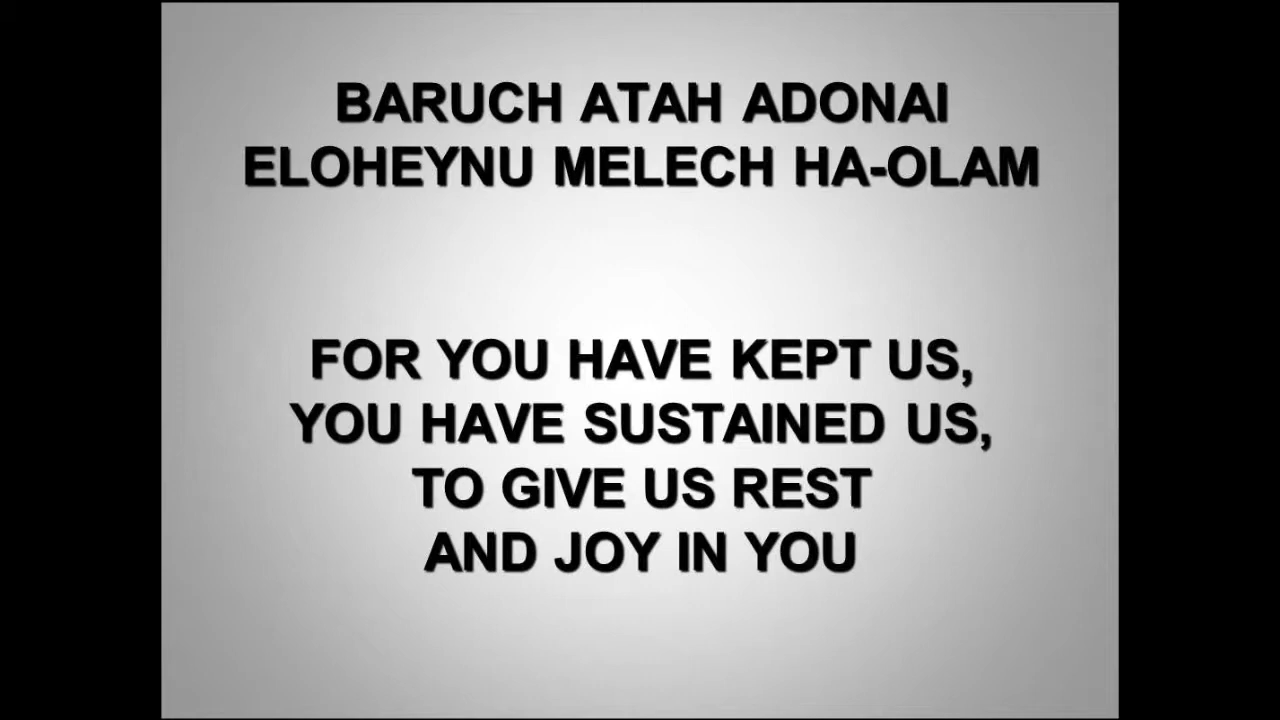 BARUCH ATAH ADONAI
ELOHEYNU MELECH HA-OLAM
FOR YOU HAVE KEPT US,
YOU HAVE SUSTAINED US,
TO GIVE US REST
AND JOY IN YOU